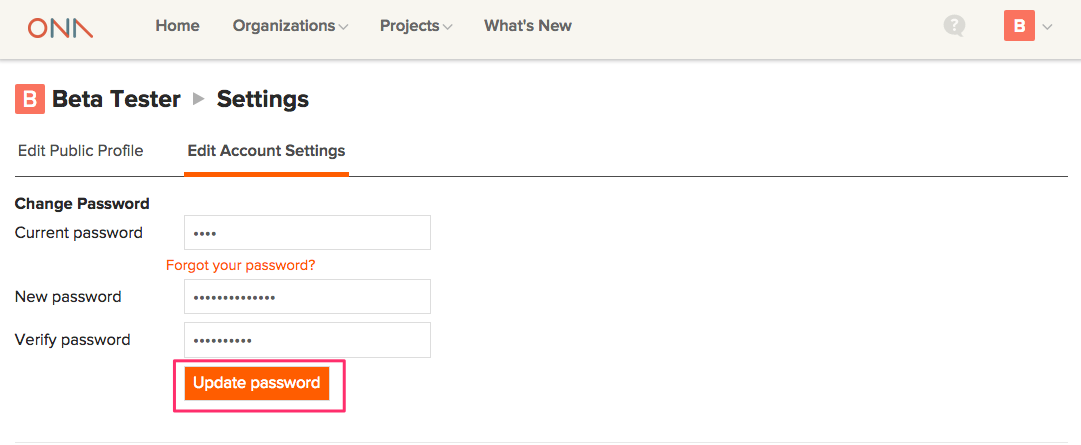 ONA Home Organizations Projects What's New ? B
B Beta Tester ▶ Settings
Edit Public Profile Edit Account Settings
Change Password
Current password ••••
Forgot your password?
New password ••••••••••••••
Verify password ••••••••••
Update password